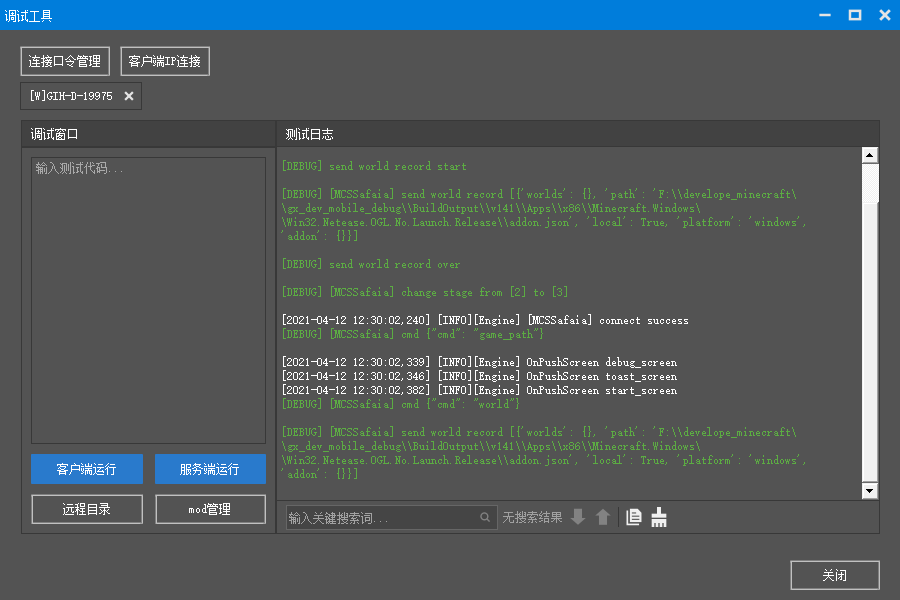 调试工具
连接口令管理 客户端IP连接
[W]GIH-D-19975
调试窗口
输入测试代码...
客户端运行 服务端运行
远程目录 mod管理
测试日志
[DEBUG] send world record start
[DEBUG] [MCSSafaia] send world record [{'worlds': {}, 'path': 'F:\\develope_minecraft\
\gx_dev_mobile_debug\\BuildOutput\\v141\\Apps\\x86\\Minecraft.Windows\
\Win32.Netease.OGL.No.Launch.Release\\addon.json', 'local': True, 'platform': 'windows',
'addon': {}}]
[DEBUG] send world record over
[DEBUG] [MCSSafaia] change stage from [2] to [3]
[2021-04-12 12:30:02,240] [INFO][Engine] [MCSSafaia] connect success
[DEBUG] [MCSSafaia] cmd {"cmd": "game_path"}
[2021-04-12 12:30:02,339] [INFO][Engine] OnPushScreen debug_screen
[2021-04-12 12:30:02,346] [INFO][Engine] OnPushScreen toast_screen
[2021-04-12 12:30:02,382] [INFO][Engine] OnPushScreen start_screen
[DEBUG] [MCSSafaia] cmd {"cmd": "world"}
[DEBUG] [MCSSafaia] send world record [{'worlds': {}, 'path': 'F:\\develope_minecraft\
\gx_dev_mobile_debug\\BuildOutput\\v141\\Apps\\x86\\Minecraft.Windows\
\Win32.Netease.OGL.No.Launch.Release\\addon.json', 'local': True, 'platform': 'windows',
'addon': {}}]
输入关键搜索词... 无搜索结果
关闭